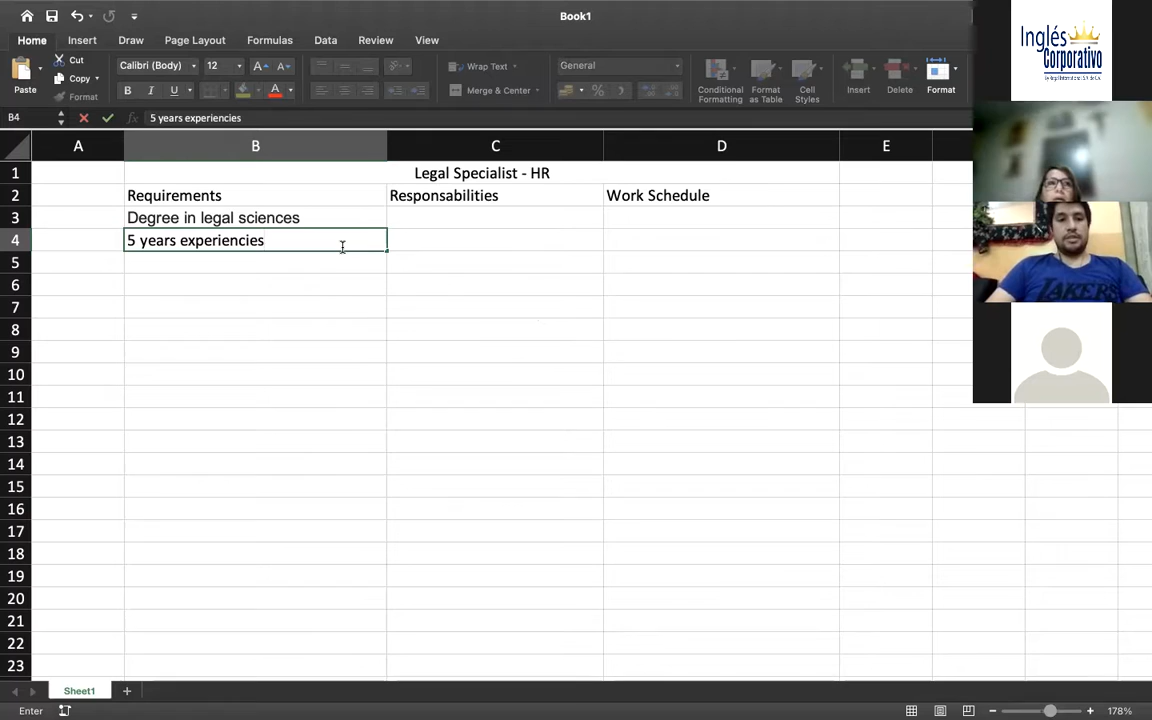 Book1
Home Insert Draw Page Layout Formulas Data Review View
Paste
Cut
Copy
Format
Calibri (Body) 12 A A
B I U A
Wrap Text
Merge & Center
General
%
Conditional Formatting
Format as Table
Cell Styles
Insert
Delete
Format
B4 fx 5 years experiencies
A B C D E
1 Legal Specialist - HR
2 Requirements Responsabilities Work Schedule
3 Degree in legal sciences
4 5 years experiencies
5
6
7
8
9
10
11
12
13
14
15
16
17
18
19
20
21
22
23
Sheet1
Enter
178%
Inglés
Corporativo
LAKERS